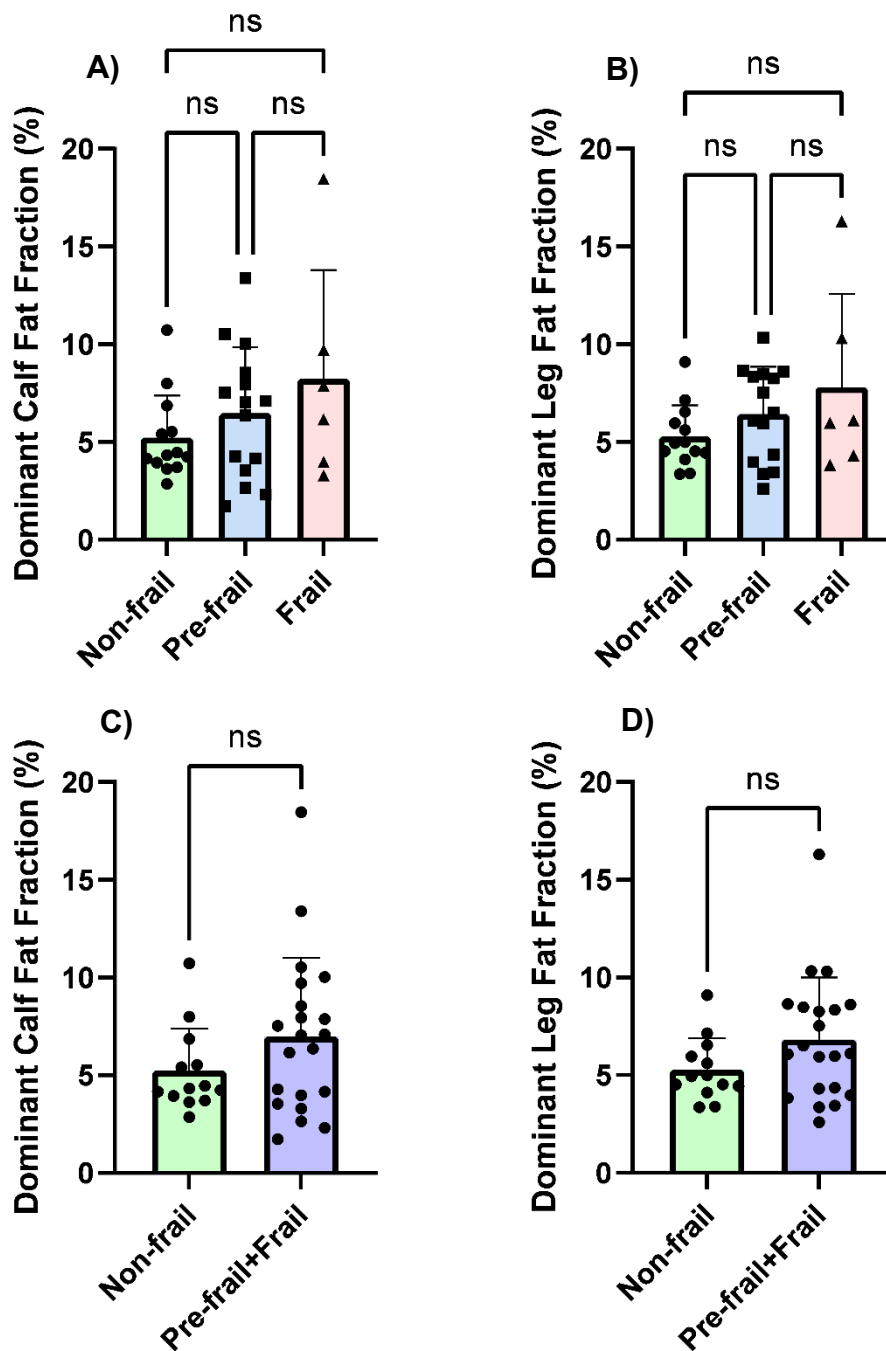 A)
ns
ns
ns
Dominant Calf Fat Fraction (%)
20
15
10
5
0
Non-frail
Pre-frail
Frail
B)
ns
ns
ns
Dominant Leg Fat Fraction (%)
20
15
10
5
0
Non-frail
Pre-frail
Frail
C)
ns
Dominant Calf Fat Fraction (%)
20
15
10
5
0
Non-frail
Pre-frail+Frail
D)
ns
Dominant Leg Fat Fraction (%)
20
15
10
5
0
Non-frail
Pre-frail+Frail